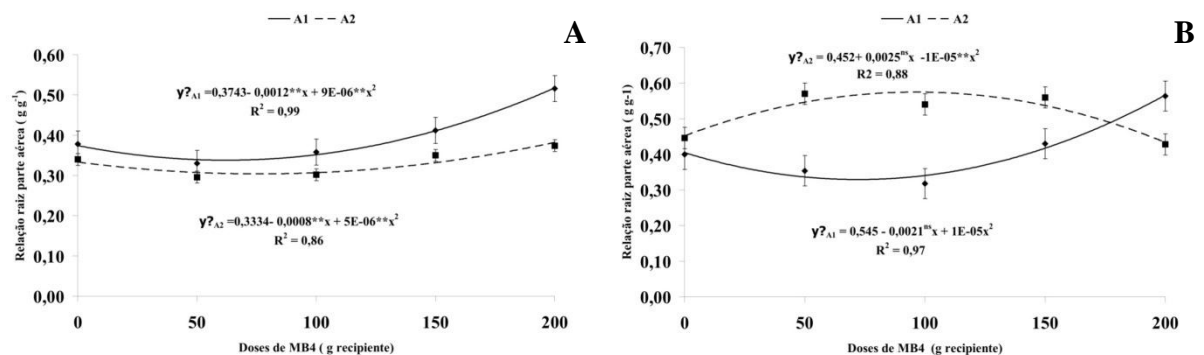 A1 A2
A
0,60
0,50
0,40
0,30
0,20
0,10
0,00
Relação raiz parte aérea ( g g-1)
y?A1 = 0,3743- 0,0012**x + 9E-06**x2
R2 = 0,99
y?A2 = 0,3334- 0,0008**x + 5E-06**x2
R2 = 0,86
0 50 100 150 200
Doses de MB4 ( g recipiente)
A1 A2
B
0,70
0,60
0,50
0,40
0,30
0,20
0,10
0,00
Relação raiz parte aérea ( g g-1)
y?A2 = 0,452+ 0,0025nsx -1E-05**x2
R2 = 0,88
y?A1 = 0,545 - 0,0021nsx + 1E-05x2
R2 = 0,97
0 50 100 150 200
Doses de MB4 (g recipiente)